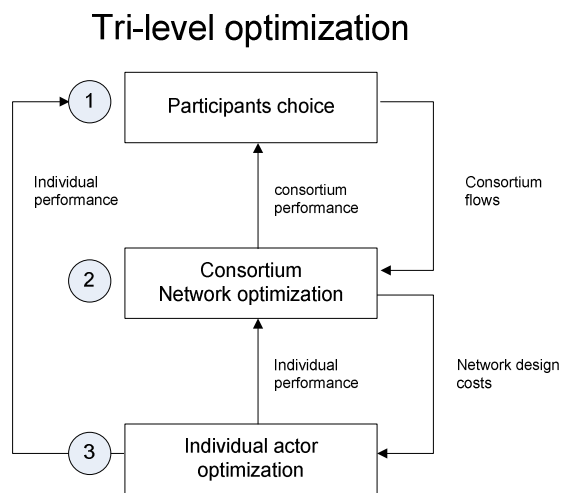 Tri-level optimization
1
Participants choice
Individual
performance
consortium
performance
Consortium
flows
2
Consortium
Network optimization
Individual
performance
Network design
costs
3
Individual actor
optimization